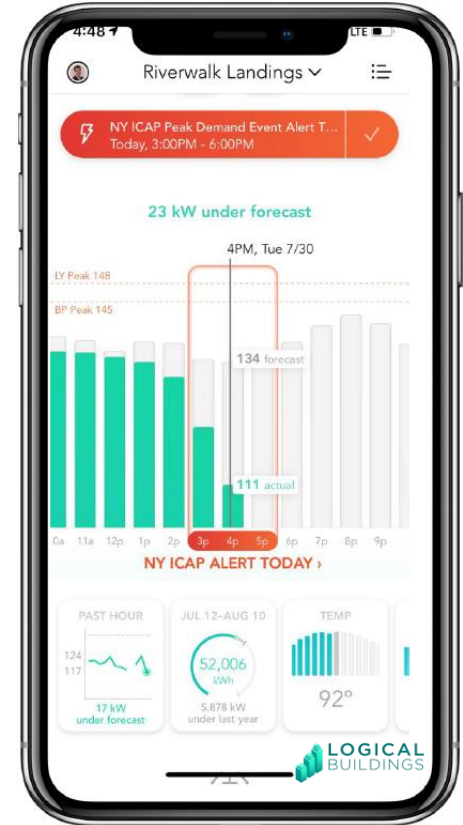 4:48
LTE
Riverwalk Landings
NY ICAP Peak Demand Event Alert T...
Today, 3:00PM - 6:00PM
23 kW under forecast
4PM, Tue 7/30
LY Peak 148
BP Peak 145
134 forecast
111 actual
0a 11a 12p 1p 2p 3p 4p 5p 6p 7p 8p 9p
NY ICAP ALERT TODAY ›
PAST HOUR
124
117
17 kW
under forecast
JUL 12–AUG 10
52,006
kWh
5,878 kW
under last year
TEMP
92°
LOGICAL
BUILDINGS